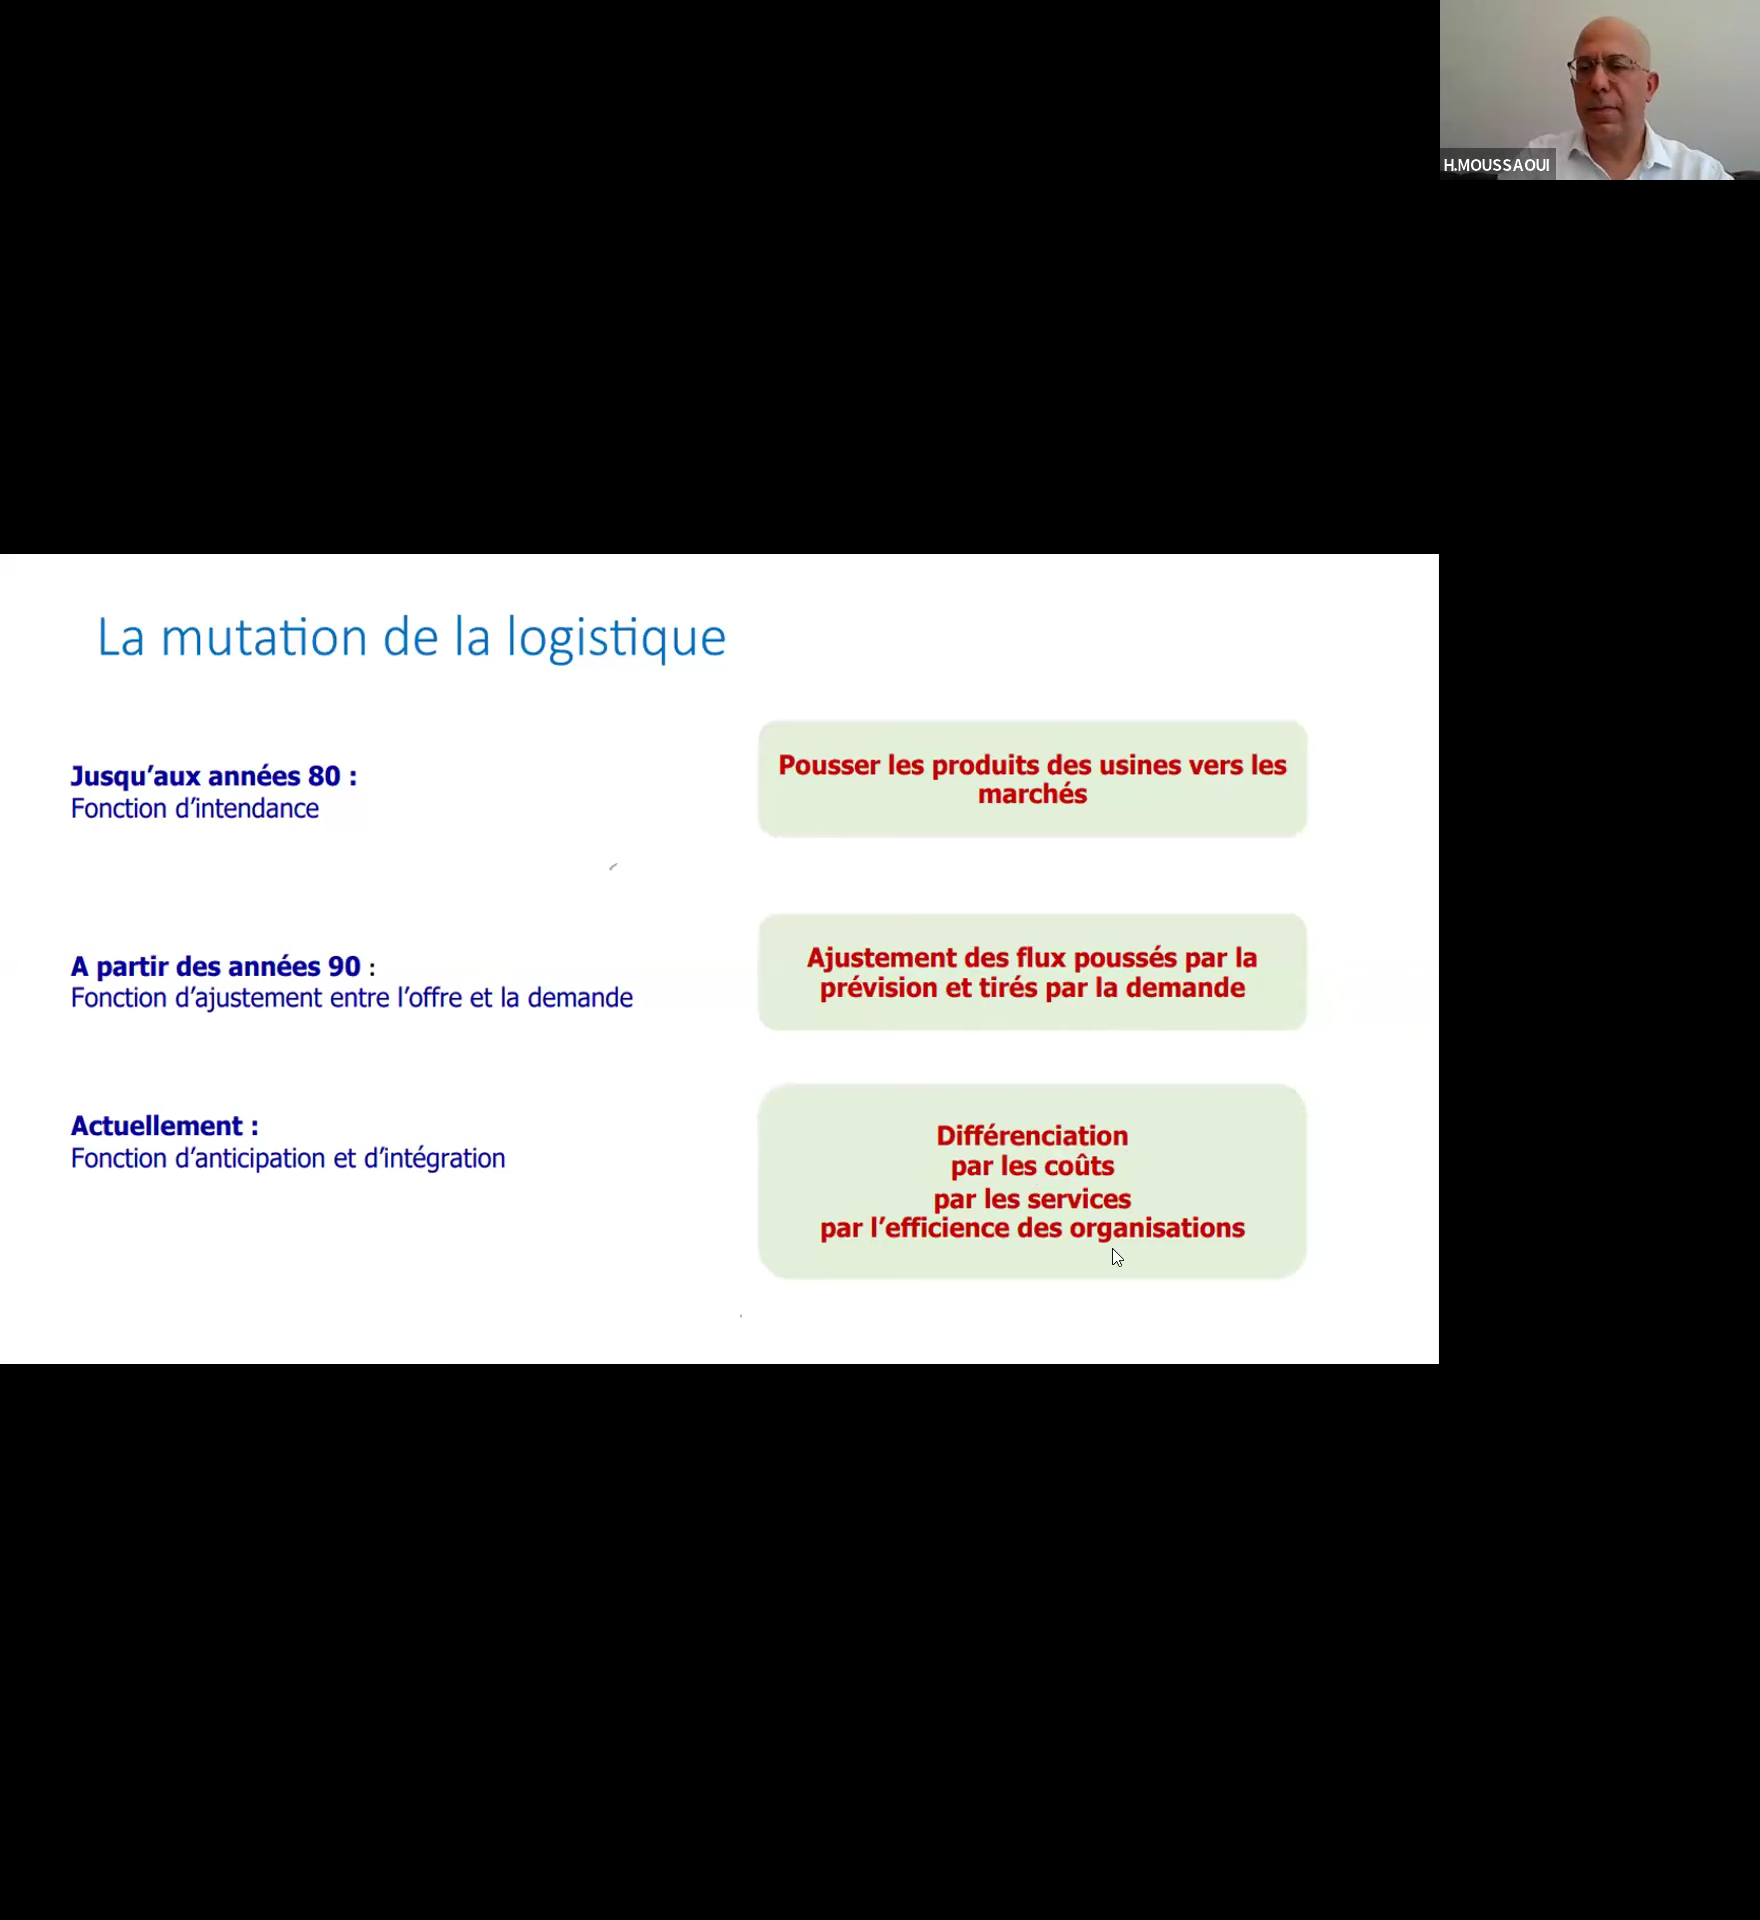 H.MOUSSAOUI
La mutation de la logistique
Jusqu’aux années 80 :
Fonction d’intendance
Pousser les produits des usines vers les
marchés
A partir des années 90 :
Fonction d’ajustement entre l’offre et la demande
Ajustement des flux poussés par la
prévision et tirés par la demande
Actuellement :
Fonction d’anticipation et d’intégration
Différenciation
par les coûts
par les services
par l’efficience des organisations